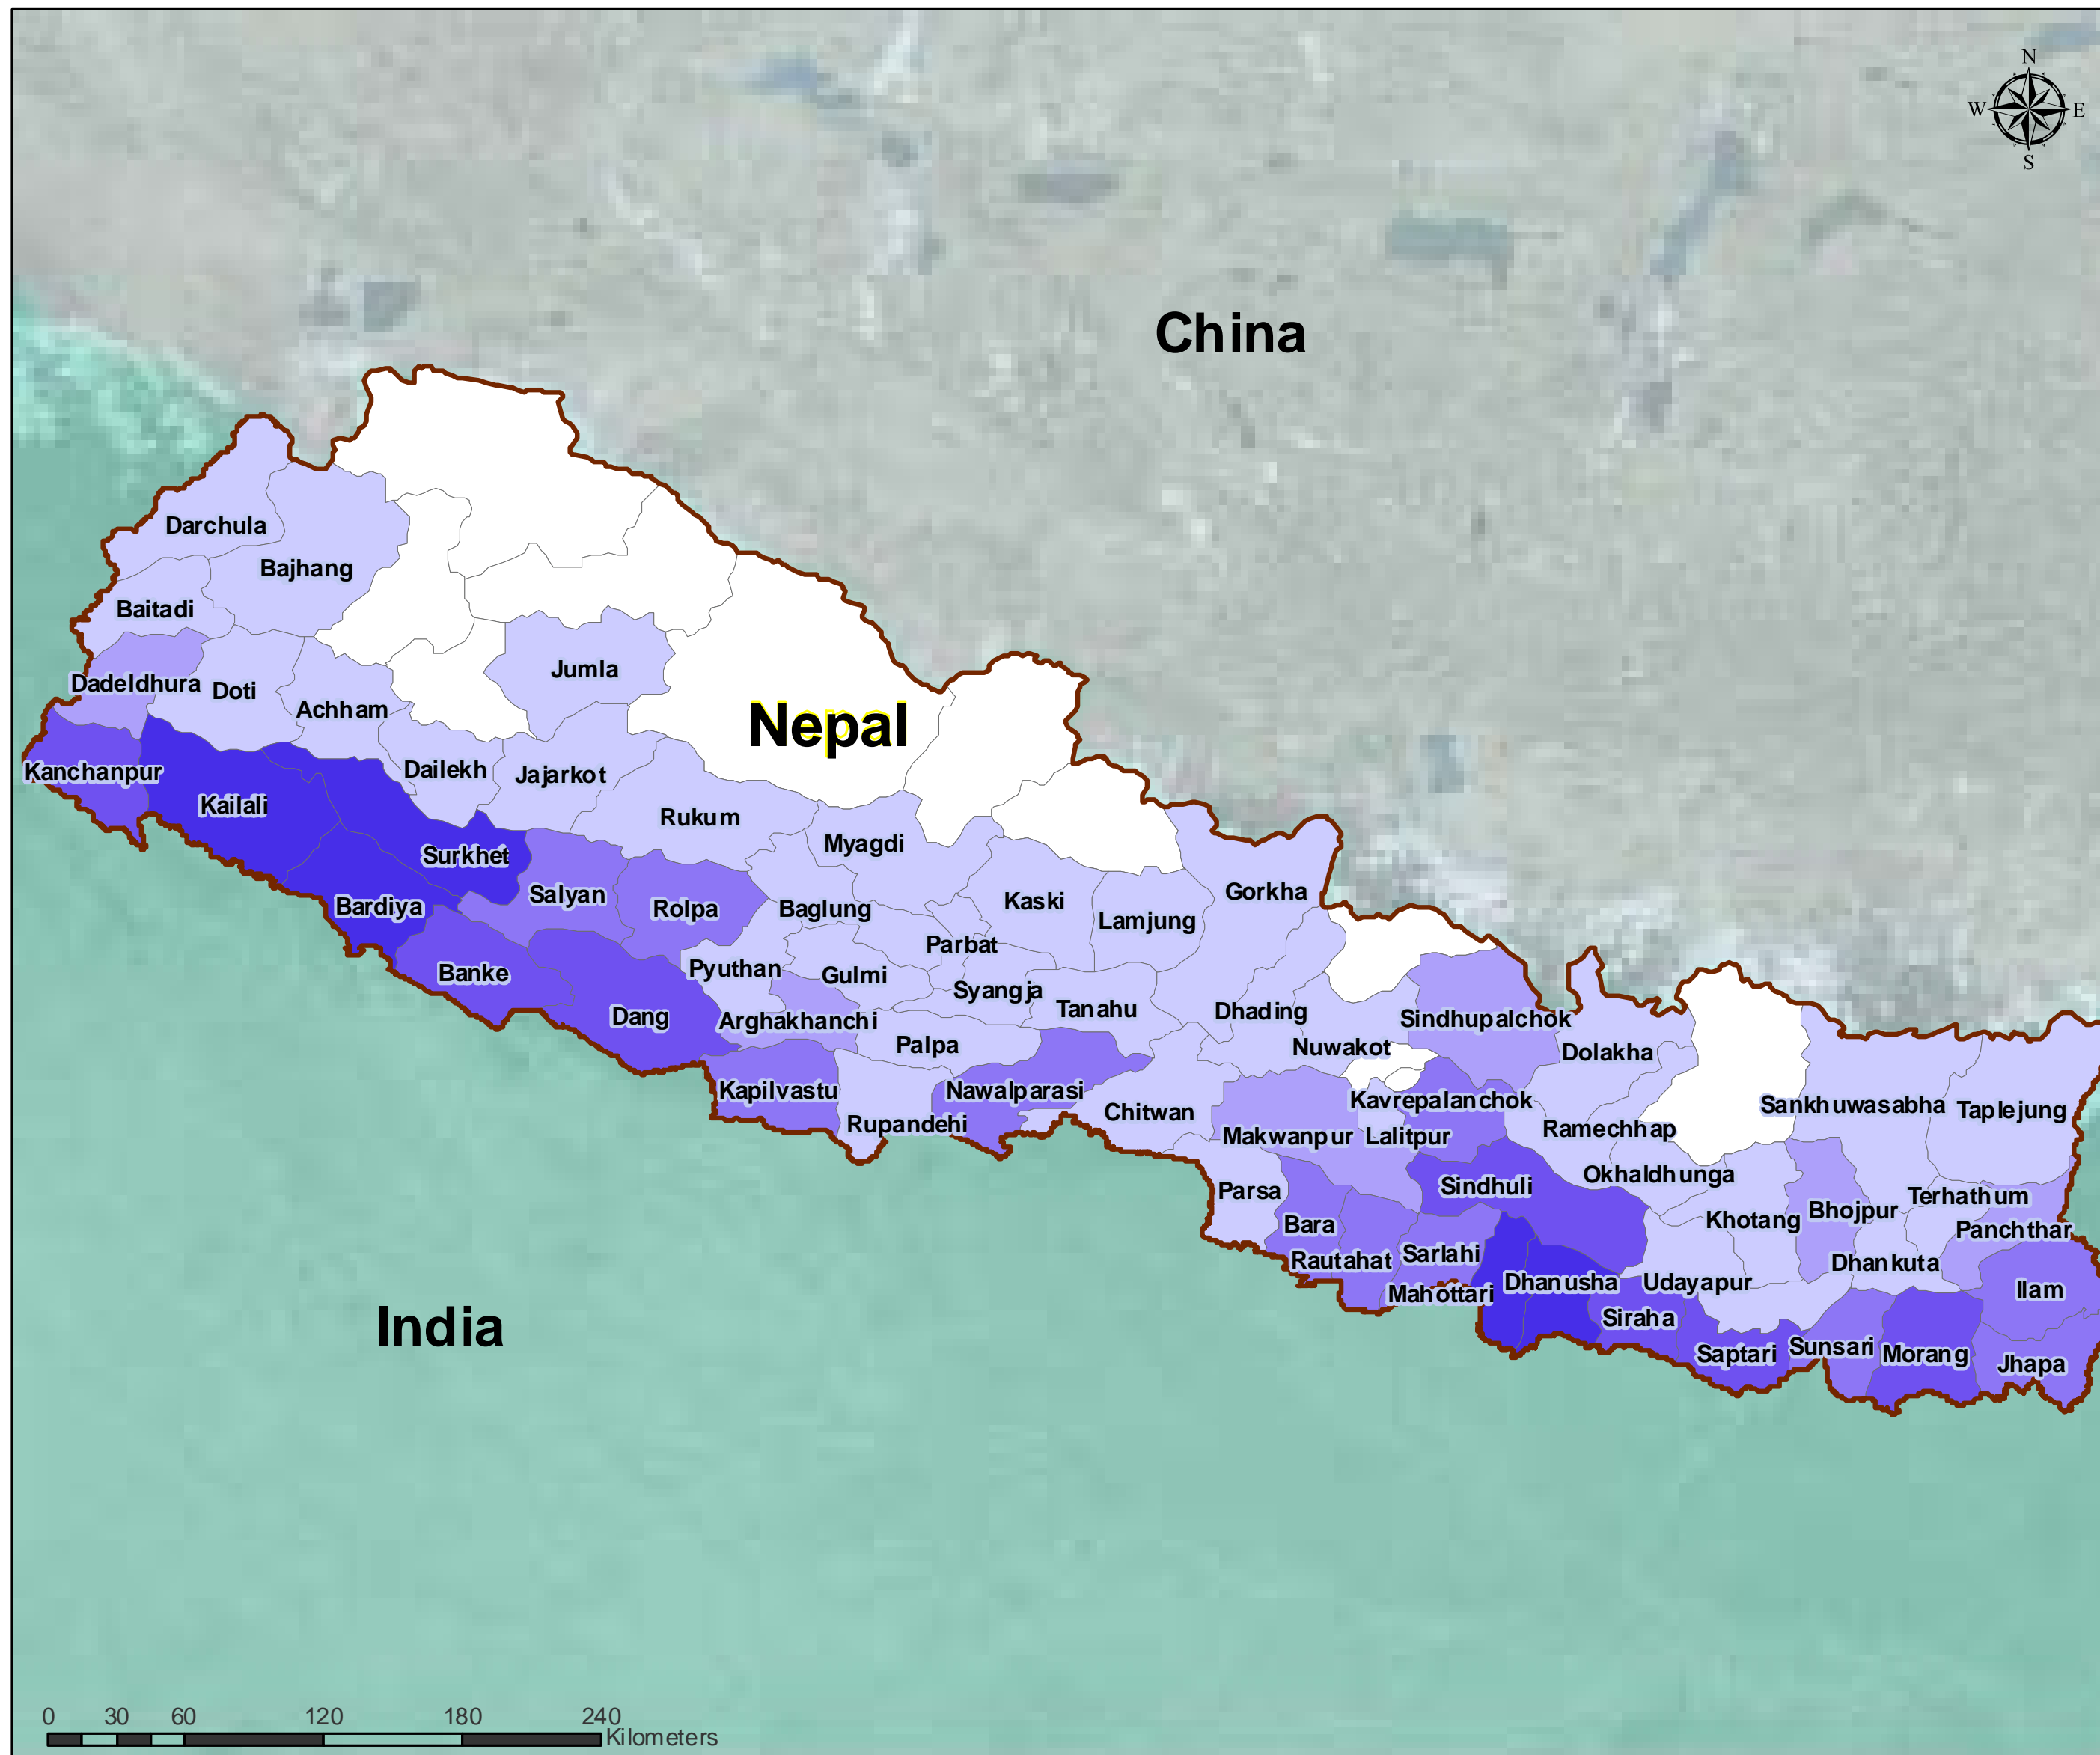 N
W E
S
China
Darchula
Bajhang
Baitadi
Jumla
Dadeldhura
Doti
Achham
Nepal
Kanchanpur
Dailekh
Jajarkot
Kailali
Rukum
Myagdi
Surkhet
Salyan
Rolpa
Bardiya
Baglung
Kaski
Lamjung
Gorkha
Parbat
Banke
Pyuthan
Gulmi
Syangja
Tanahu
Dang
Arghakhanchi
Dhading
Sindhupalchok
Palpa
Nuwakot
Dolakha
Kapilvastu
Nawalparasi
Rupandehi
Chitwan
Kavrepalanchok
Sankhuwasabha
Taplejung
Makwanpur
Lalitpur
Ramechhap
Okhaldhunga
Parsa
Sindhuli
Terhathum
Bhojpur
Khotang
Panchthar
Bara
Rautahat
Sarlahi
Dhankuta
Mahottari
Dhanusha
Udayapur
Ilam
Siraha
India
Saptari
Sunsari
Morang
Jhapa
0 30 60 120 180 240
Kilometers